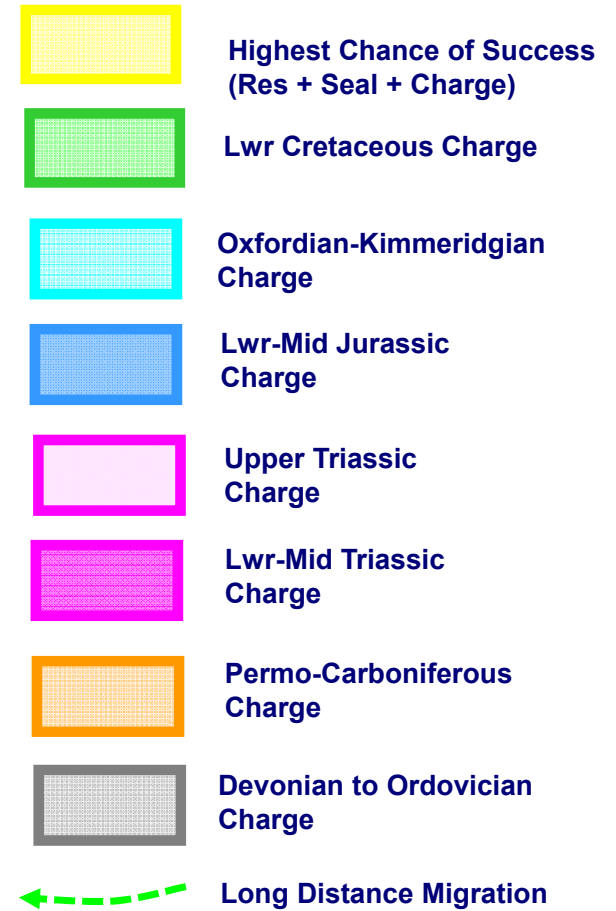 Highest Chance of Success
(Res + Seal + Charge)
Lwr Cretaceous Charge
Oxfordian-Kimmeridgian
Charge
Lwr-Mid Jurassic
Charge
Upper Triassic
Charge
Lwr-Mid Triassic
Charge
Permo-Carboniferous
Charge
Devonian to Ordovician
Charge
Long Distance Migration